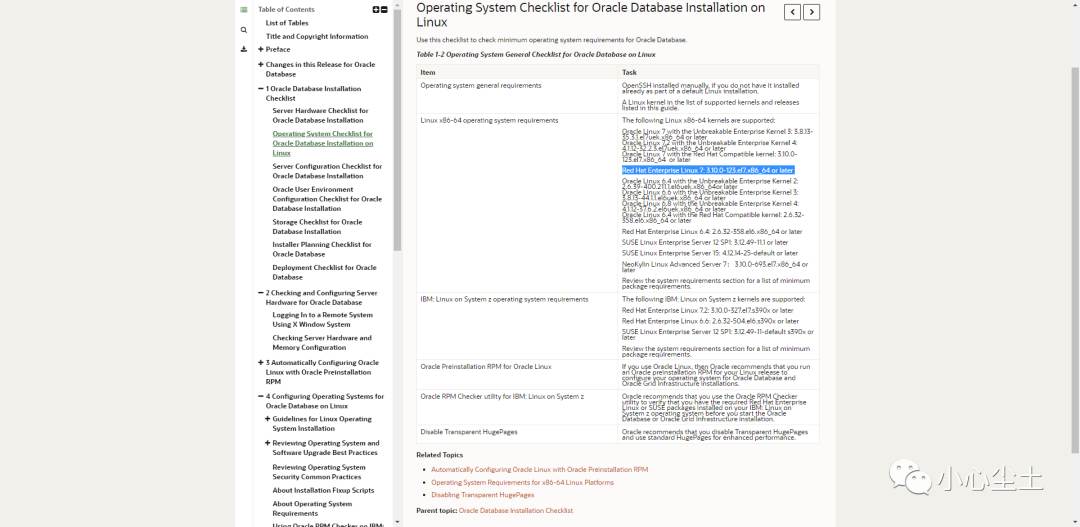 Table of Contents
List of Tables
Title and Copyright Information
Preface
Changes in this Release for Oracle
Database
1 Oracle Database Installation
Checklist
Server Hardware Checklist for
Oracle Database Installation
Operating System Checklist for
Oracle Database Installation on
Linux
Server Configuration Checklist for
Oracle Database Installation
Oracle User Environment
Configuration Checklist for Oracle
Database Installation
Storage Checklist for Oracle
Database Installation
Installer Planning Checklist for
Oracle Database
Deployment Checklist for Oracle
Database
2 Checking and Configuring Server
Hardware for Oracle Database
Logging In to a Remote System
Using X Window System
Checking Server Hardware and
Memory Configuration
3 Automatically Configuring Oracle
Linux with Oracle Preinstallation
RPM
4 Configuring Operating Systems for
Oracle Database on Linux
Guidelines for Linux Operating
System Installation
Reviewing Operating System and
Software Upgrade Best Practices
Reviewing Operating System
Security Common Practices
About Installation Fixup Scripts
About Operating System
Requirements
Using Oracle RPM Checker on IBM:
Operating System Checklist for Oracle Database Installation on
Linux
Use this checklist to check minimum operating system requirements for Oracle Database.
Table 1-2 Operating System General Checklist for Oracle Database on Linux
Item
Task
Operating system general requirements
OpenSSH installed manually, if you do not have it installed
already as part of a default Linux installation.
A Linux kernel in the list of supported kernels and releases
listed in this guide.
Linux x86-64 operating system requirements
The following Linux x86-64 kernels are supported:
Oracle Linux 7 with the Unbreakable Enterprise Kernel 3: 3.8.13-
35.3.1.el7uek.x86_64 or later
Oracle Linux 7.2 with the Unbreakable Enterprise Kernel 4:
4.1.12-32.2.3.el7uek.x86_64 or later
Oracle Linux 7 with the Red Hat Compatible kernel: 3.10.0-
123.el7.x86_64 or later
Red Hat Enterprise Linux 7: 3.10.0-123.el7.x86_64 or later
Oracle Linux 6.4 with the Unbreakable Enterprise Kernel 2:
2.6.39-400.211.1.el6uek.x86_64or later
Oracle Linux 6.6 with the Unbreakable Enterprise Kernel 3:
3.8.13-44.1.1.el6uek.x86_64 or later
Oracle Linux 6.8 with the Unbreakable Enterprise Kernel 4:
4.1.12-37.6.2.el6uek.x86_64 or later
Oracle Linux 6.4 with the Red Hat Compatible kernel: 2.6.32-
358.el6.x86_64 or later
Red Hat Enterprise Linux 6.4: 2.6.32-358.el6.x86_64 or later
SUSE Linux Enterprise Server 12 SP1: 3.12.49-11.1 or later
SUSE Linux Enterprise Server 15: 4.12.14-25-default or later
NeoKylin Linux Advanced Server 7： 3.10.0-693.el7.x86_64 or
later
Review the system requirements section for a list of minimum
package requirements.
IBM: Linux on System z operating system requirements
The following IBM: Linux on System z kernels are supported:
Red Hat Enterprise Linux 7.2: 3.10.0-327.el7.s390x or later
Red Hat Enterprise Linux 6.6: 2.6.32-504.el6.s390x or later
SUSE Linux Enterprise Server 12 SP1: 3.12.49-11-default s390x or
later
Review the system requirements section for a list of minimum
package requirements.
Oracle Preinstallation RPM for Oracle Linux
If you use Oracle Linux, then Oracle recommends that you run
an Oracle preinstallation RPM for your Linux release to
configure your operating system for Oracle Database and
Oracle Grid Infrastructure installations.
Oracle RPM Checker utility for IBM: Linux on System z
Oracle recommends that you use the Oracle RPM Checker
utility to verify that you have the required Red Hat Enterprise
Linux or SUSE packages installed on your IBM: Linux on
System z operating system before you start the Oracle
Database or Oracle Grid Infrastructure installation.
Disable Transparent HugePages
Oracle recommends that you disable Transparent HugePages
and use standard HugePages for enhanced performance.
Related Topics
Automatically Configuring Oracle Linux with Oracle Preinstallation RPM
Operating System Requirements for x86-64 Linux Platforms
Disabling Transparent HugePages
Parent topic: Oracle Database Installation Checklist
小心尘土